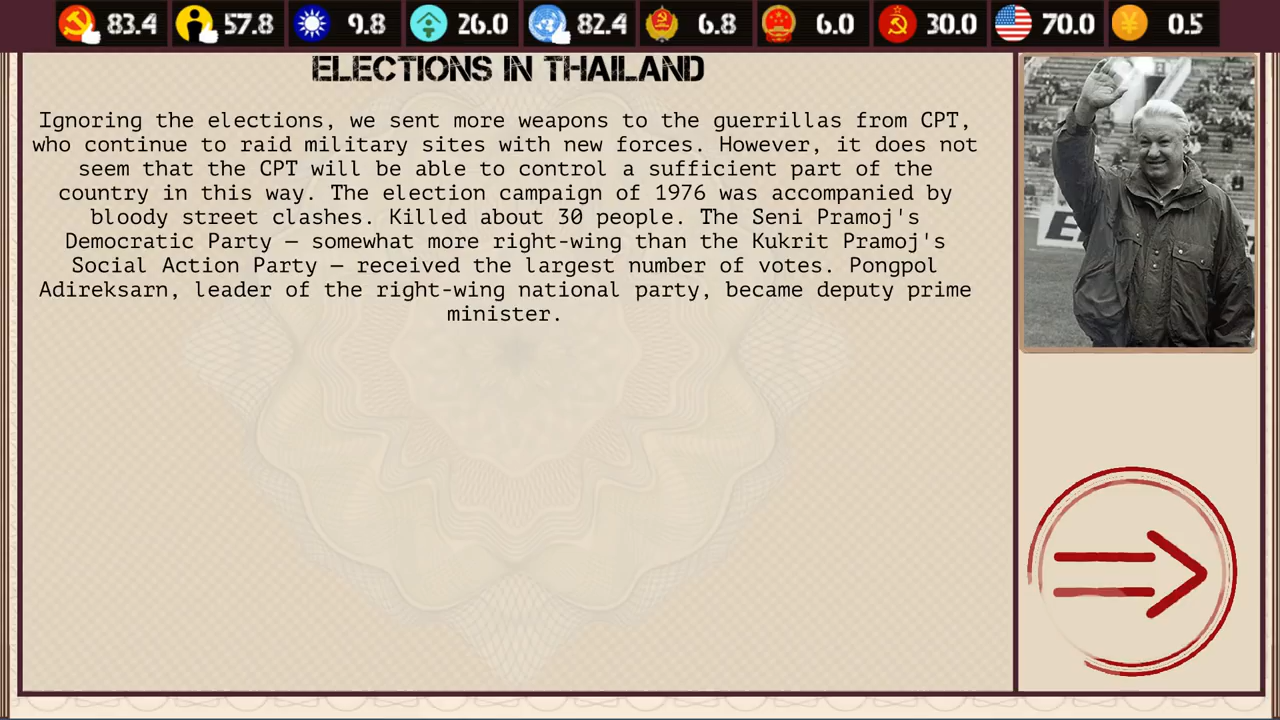 83.4 57.8 9.8 26.0 82.4 6.8 6.0 30.0 70.0 0.5
ELECTIONS IN THAILAND
Ignoring the elections, we sent more weapons to the guerrillas from CPT,
who continue to raid military sites with new forces. However, it does not
seem that the CPT will be able to control a sufficient part of the
country in this way. The election campaign of 1976 was accompanied by
bloody street clashes. Killed about 30 people. The Seni Pramoj's
Democratic Party — somewhat more right-wing than the Kukrit Pramoj's
Social Action Party — received the largest number of votes. Pongpol
Adireksarn, leader of the right-wing national party, became deputy prime
minister.